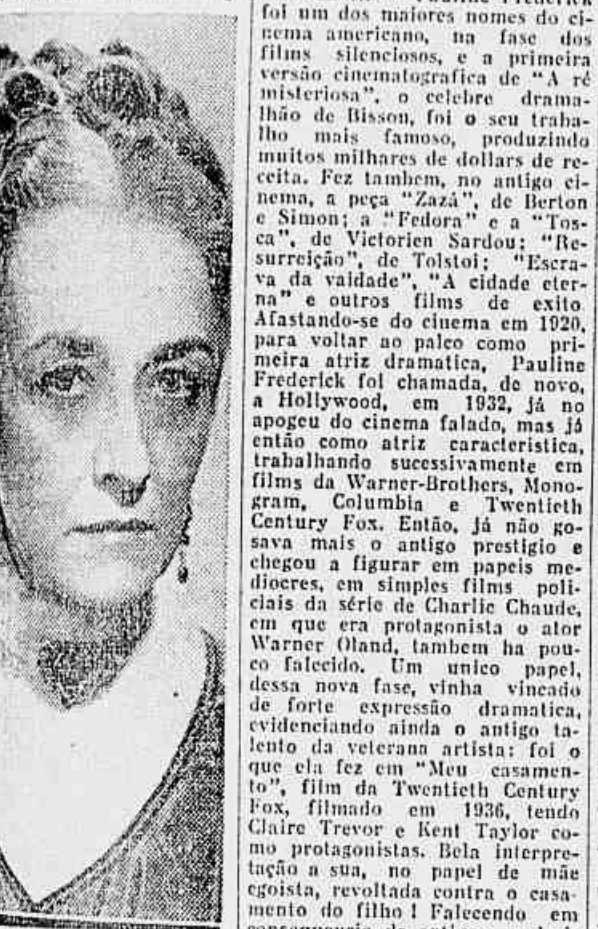 Pauline Frederick
foi um dos maiores nomes do ci-
nema americano, na fase dos
films silenciosos, e a primeira
versão cinematografica de "A ré
misteriosa", o celebre drama-
lhão de Bisson, foi o seu traba-
lho mais famoso, produzindo
muitos milhares de dollars de re-
ceita. Fez tambem, no antigo ci-
nema, a peça "Zazá", de Berton
e Simon; a "Fedora" e a "Tos-
ca", de Victorien Sardou; "Re-
surreição", de Tolstoi; "Escra-
va da vaidade", "A cidade eter-
na" e outros films de exito
Afastando-se do cinema em 1920,
para voltar ao palco como pri-
meira atriz dramatica, Pauline
Frederick foi chamada, de novo,
a Hollywood, em 1932, já no
apogeu do cinema falado, mas já
então como atriz caracteristica,
trabalhando sucessivamente em
films da Warner-Brothers, Mono-
gram, Columbia e Twentieth
Century Fox. Então, já não go-
sava mais o antigo prestigio e
chegou a figurar em papeis me-
diocres, em simples films poli-
ciais da série de Charlie Chaude,
em que era protagonista o ator
Warner Oland, tambem ha pou-
co falecido. Um unico papel,
dessa nova fase, vinha vincado
de forte expressão dramatica,
evidenciando ainda o antigo ta-
lento da veterana artista: foi o
que ela fez em "Meu casamen-
to", film da Twentieth Century
Fox, filmado em 1936, tendo
Claire Trevor e Kent Taylor co-
mo protagonistas. Bela interpre-
tação a sua, no papel de mãe
egoista, revoltada contra o casa-
mento do filho! Falecendo em